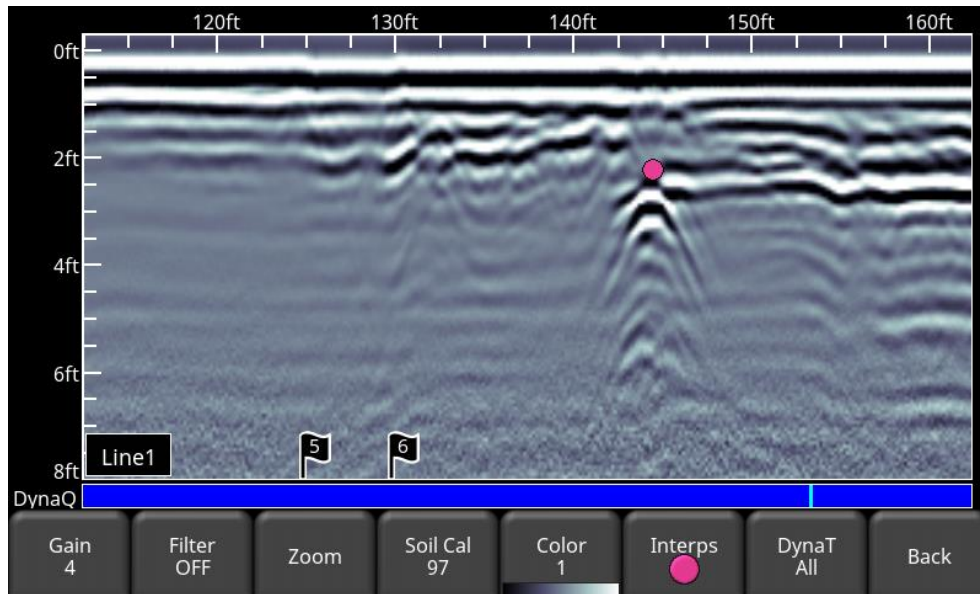 120ft 130ft 140ft 150ft 160ft
0ft
2ft
4ft
6ft
8ft
5 6
Line1
DynaQ
Gain Filter Zoom Soil Cal Color Interps DynaT Back
4 OFF 97 1 All